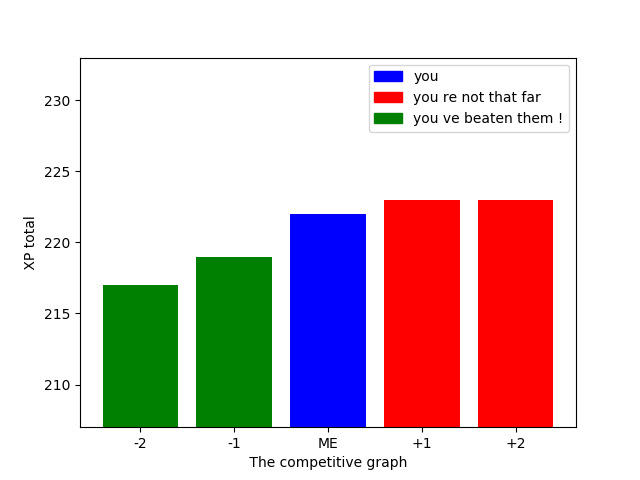 you
you re not that far
you ve beaten them !
230
225
220
215
210
XP total
-2 -1 ME +1 +2
The competitive graph